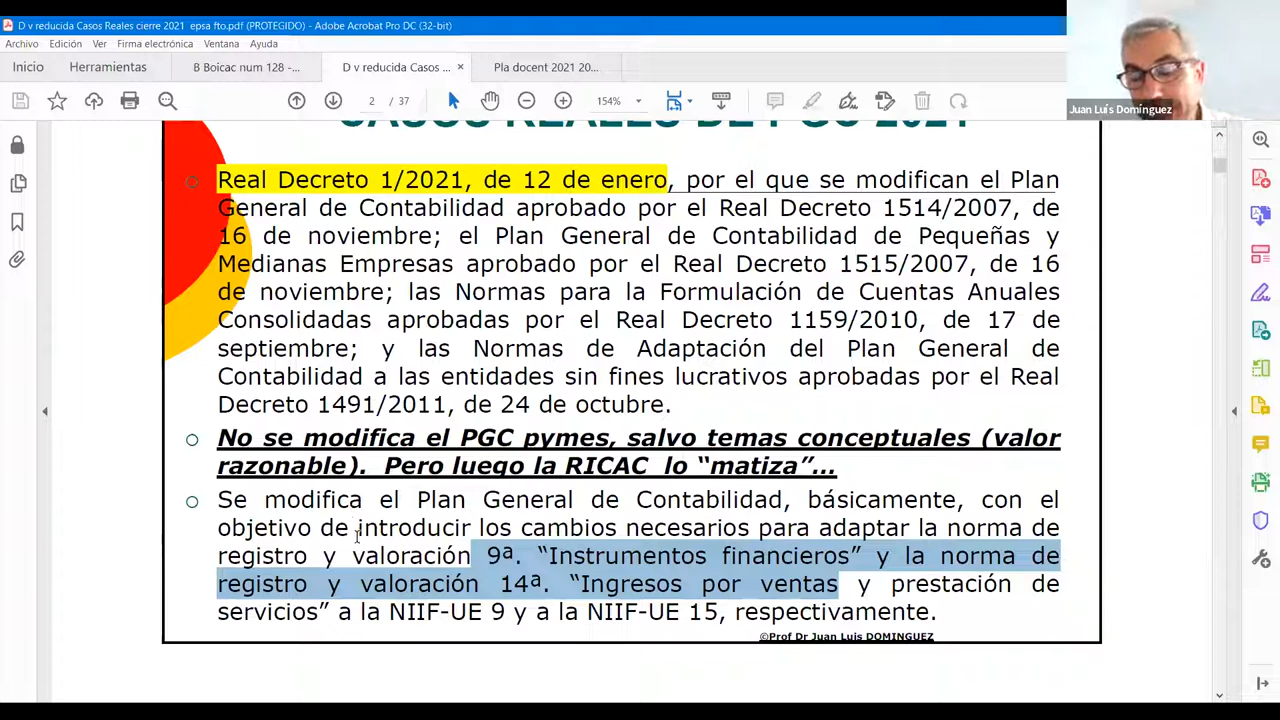 D v reducida Casos Reales cierre 2021 epsa fto.pdf (PROTEGIDO) - Adobe Acrobat Pro DC (32-bit)
Archivo Edición Ver Firma electrónica Ventana Ayuda
Inicio Herramientas B Boicac num 128 -... D v reducida Casos ... × Pla docent 2021 20...
2 / 37 154%
Juan Luís Domínguez
CASOS REALES DE PGC 2021
Real Decreto 1/2021, de 12 de enero, por el que se modifican el Plan
General de Contabilidad aprobado por el Real Decreto 1514/2007, de
16 de noviembre; el Plan General de Contabilidad de Pequeñas y
Medianas Empresas aprobado por el Real Decreto 1515/2007, de 16
de noviembre; las Normas para la Formulación de Cuentas Anuales
Consolidadas aprobadas por el Real Decreto 1159/2010, de 17 de
septiembre; y las Normas de Adaptación del Plan General de
Contabilidad a las entidades sin fines lucrativos aprobadas por el Real
Decreto 1491/2011, de 24 de octubre.
No se modifica el PGC pymes, salvo temas conceptuales (valor
razonable). Pero luego la RICAC lo “matiza”...
Se modifica el Plan General de Contabilidad, básicamente, con el
objetivo de introducir los cambios necesarios para adaptar la norma de
registro y valoración 9ª. “Instrumentos financieros” y la norma de
registro y valoración 14ª. “Ingresos por ventas y prestación de
servicios” a la NIIF-UE 9 y a la NIIF-UE 15, respectivamente.
©Prof Dr Juan Luis DOMINGUEZ